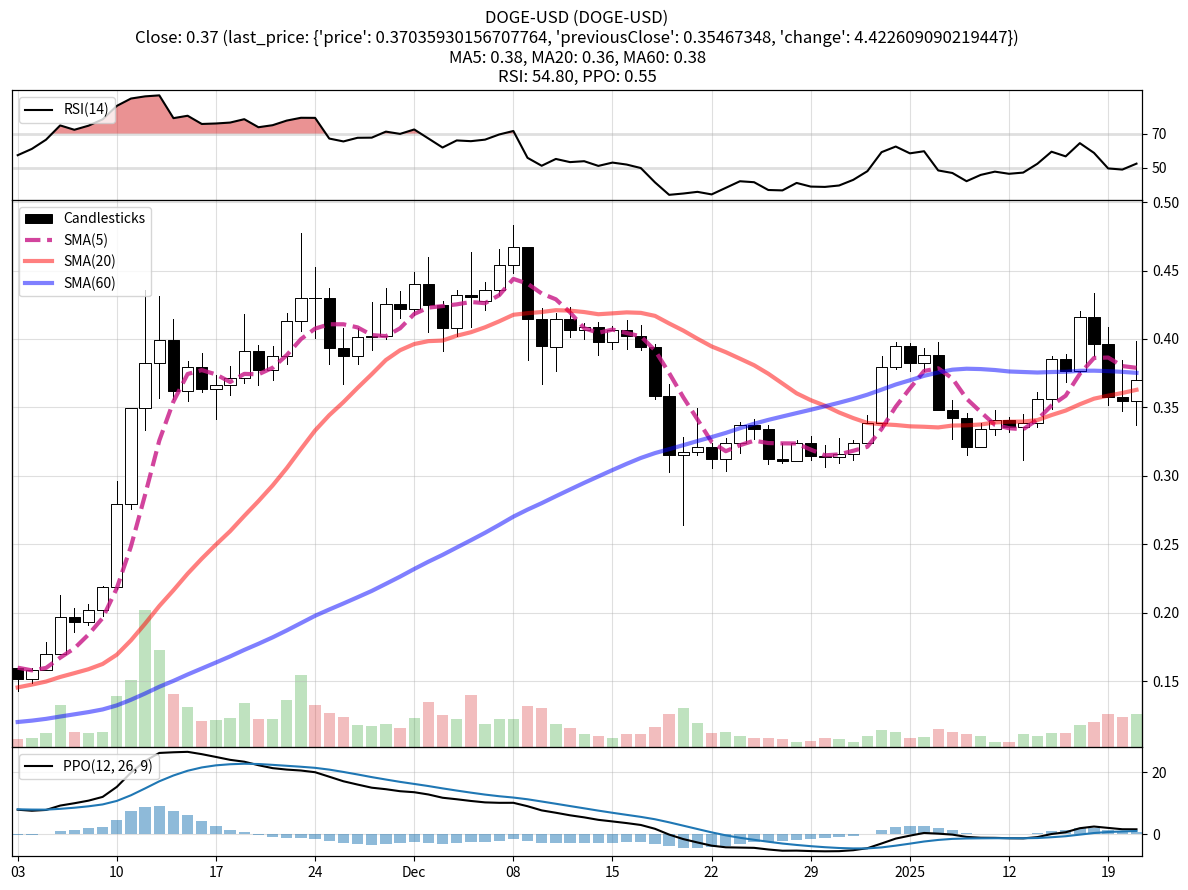 DOGE-USD (DOGE-USD)
Close: 0.37 (last_price: {'price': 0.37035930156707764, 'previousClose': 0.35467348, 'change': 4.422609090219447})
MA5: 0.38, MA20: 0.36, MA60: 0.38
RSI: 54.80, PPO: 0.55
RSI(14)
70
50
Candlesticks
SMA(5)
SMA(20)
SMA(60)
0.50
0.45
0.40
0.35
0.30
0.25
0.20
0.15
PPO(12, 26, 9)
20
0
03 10 17 24 Dec 08 15 22 29 2025 12 19